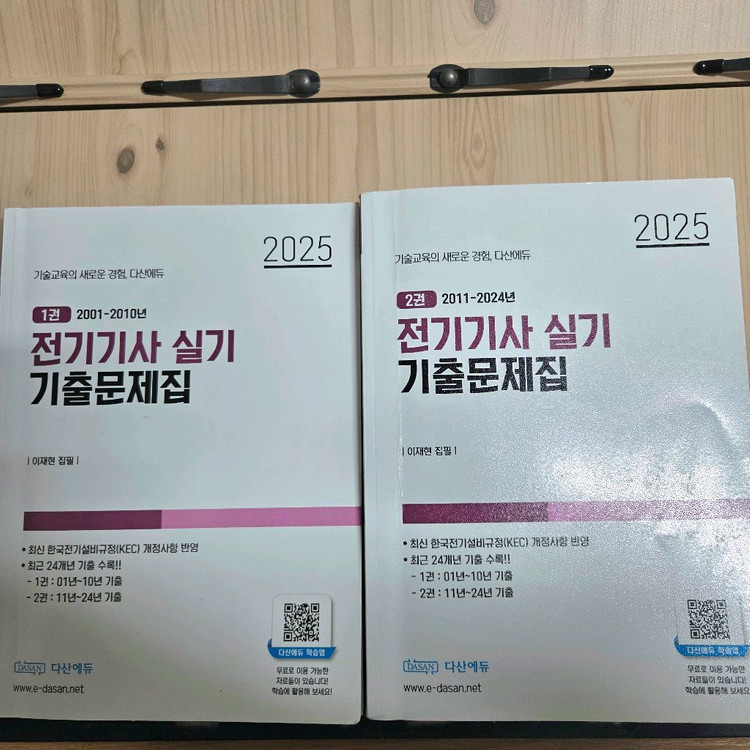 2025
기술교육의 새로운 경험, 다산에듀
1권 2001-2010년
전기기사 실기
기출문제집
| 이재현 집필 |
• 최신 한국전기설비규정(KEC) 개정사항 반영
• 최근 24개년 기출 수록!!
- 1권 : 01년~10년 기출
- 2권 : 11년~24년 기출
다산에듀 학습앱
무료로 이용 가능한
자료들이 있습니다!
학습에 활용해 보세요!
DASAN 다산에듀
www.e-dasan.net
2025
기술교육의 새로운 경험, 다산에듀
2권 2011-2024년
전기기사 실기
기출문제집
| 이재현 집필 |
• 최신 한국전기설비규정(KEC) 개정사항 반영
• 최근 24개년 기출 수록!!
- 1권 : 01년~10년 기출
- 2권 : 11년~24년 기출
다산에듀 학습앱
무료로 이용 가능한
자료들이 있습니다!
학습에 활용해 보세요
DASAN 다산에듀
www.e-dasan.net